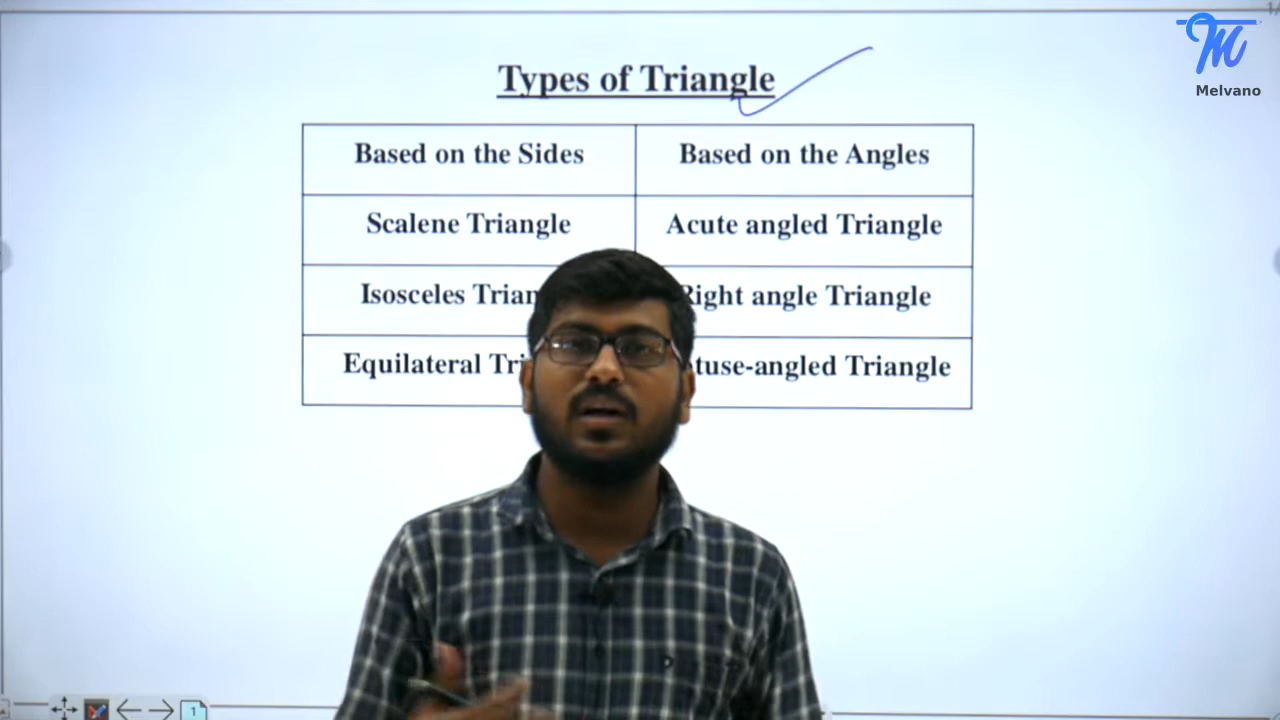 Melvano
Types of Triangle
Based on the Sides Based on the Angles
Scalene Triangle Acute angled Triangle
Isosceles Right angle Triangle
Equilateral Triangle
1